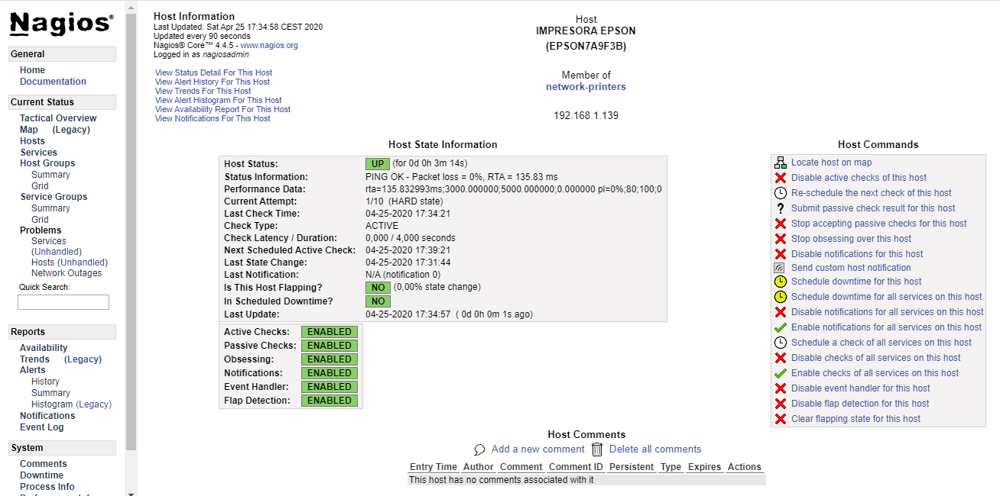 Nagios®
General
Home
Documentation
Current Status
Tactical Overview
Map (Legacy)
Hosts
Services
Host Groups
Summary
Grid
Service Groups
Summary
Grid
Problems
Services
(Unhandled)
Hosts (Unhandled)
Network Outages
Quick Search:
Reports
Availability
Trends (Legacy)
Alerts
History
Summary
Histogram (Legacy)
Notifications
Event Log
System
Comments
Downtime
Process Info
Host Information
Last Updated: Sat Apr 25 17:34:58 CEST 2020
Updated every 90 seconds
Nagios® Core™ 4.4.5 - www.nagios.org
Logged in as nagiosadmin
View Status Detail For This Host
View Alert History For This Host
View Trends For This Host
View Alert Histogram For This Host
View Availability Report For This Host
View Notifications For This Host
Host
IMPRESORA EPSON
(EPSON7A9F3B)
Member of
network-printers
192.168.1.139
Host State Information
Host Status: UP (for 0d 0h 3m 14s)
Status Information: PING OK - Packet loss = 0%, RTA = 135.83 ms
Performance Data: rta=135.832993ms;3000.000000;5000.000000;0.000000 pl=0%;80;100;0
Current Attempt: 1/10 (HARD state)
Last Check Time: 04-25-2020 17:34:21
Check Type: ACTIVE
Check Latency / Duration: 0,000 / 4,000 seconds
Next Scheduled Active Check: 04-25-2020 17:39:21
Last State Change: 04-25-2020 17:31:44
Last Notification: N/A (notification 0)
Is This Host Flapping? NO (0,00% state change)
In Scheduled Downtime? NO
Last Update: 04-25-2020 17:34:57 ( 0d 0h 0m 1s ago)
Active Checks: ENABLED
Passive Checks: ENABLED
Obsessing: ENABLED
Notifications: ENABLED
Event Handler: ENABLED
Flap Detection: ENABLED
Host Commands
Locate host on map
Disable active checks of this host
Re-schedule the next check of this host
Submit passive check result for this host
Stop accepting passive checks for this host
Stop obsessing over this host
Disable notifications for this host
Send custom host notification
Schedule downtime for this host
Schedule downtime for all services on this host
Disable notifications for all services on this host
Enable notifications for all services on this host
Schedule a check of all services on this host
Disable checks of all services on this host
Enable checks of all services on this host
Disable event handler for this host
Disable flap detection for this host
Clear flapping state for this host
Host Comments
Add a new comment Delete all comments
Entry Time Author Comment Comment ID Persistent Type Expires Actions
This host has no comments associated with it